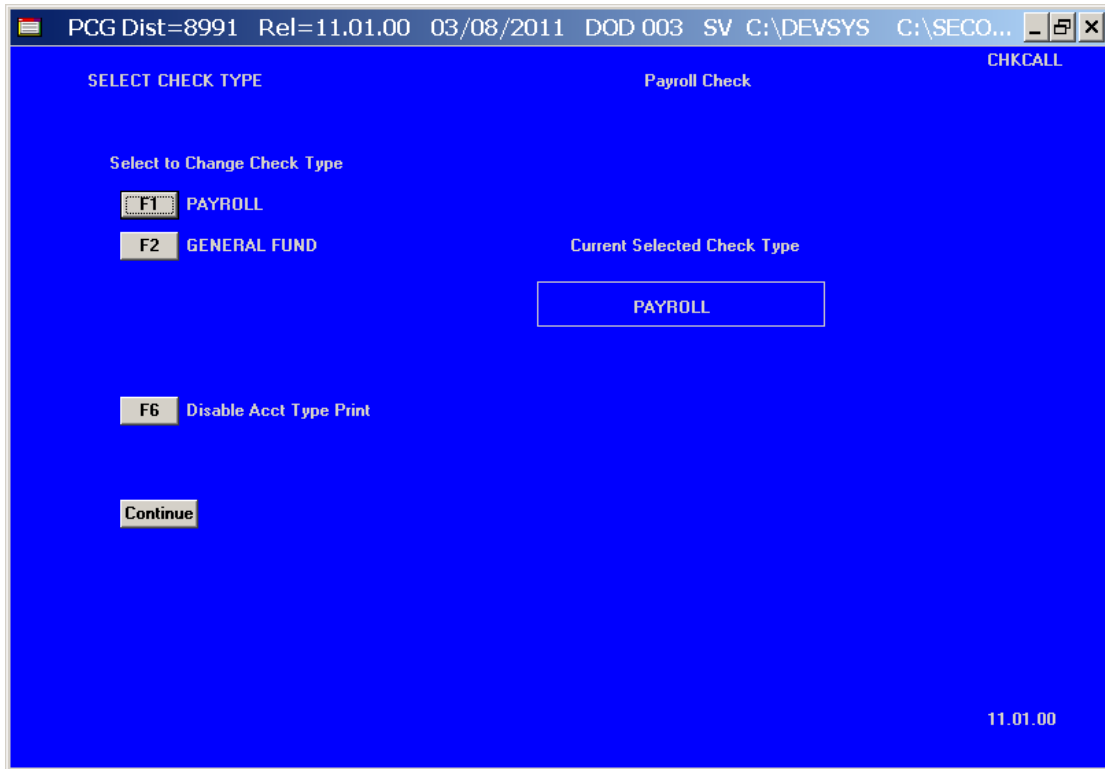 PCG Dist=8991 Rel=11.01.00 03/08/2011 DOD 003 SV C:\DEVSYS C:\SECO...
CHKCALL
SELECT CHECK TYPE Payroll Check
Select to Change Check Type
F1 PAYROLL
F2 GENERAL FUND Current Selected Check Type
PAYROLL
F6 Disable Acct Type Print
Continue
11.01.00